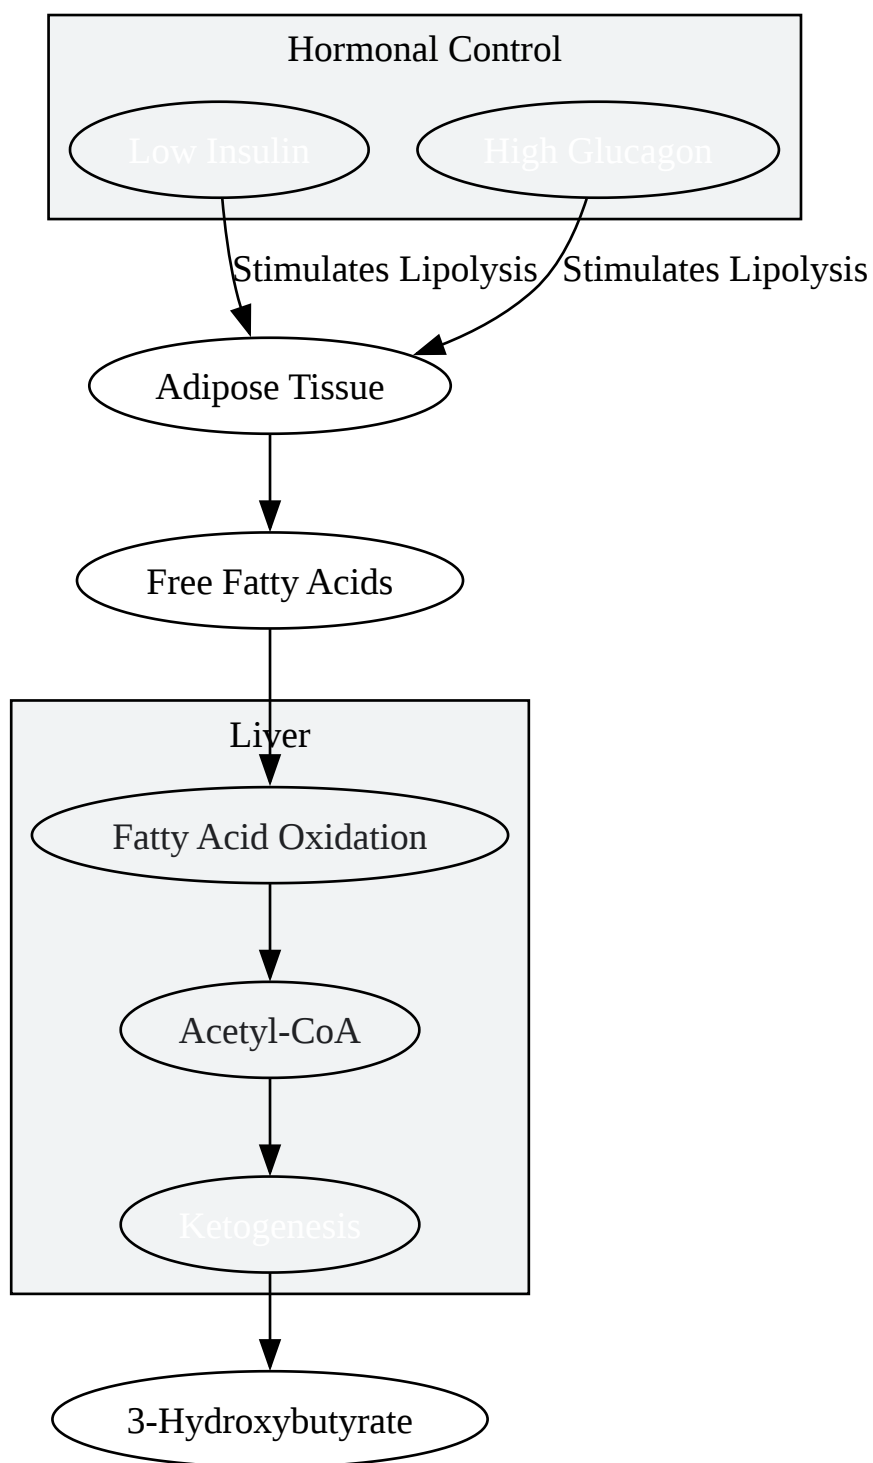 Hormonal Control
Low Insulin
High Glucagon
Stimulates Lipolysis
Stimulates Lipolysis
Adipose Tissue
Free Fatty Acids
Liver
Fatty Acid Oxidation
Acetyl-CoA
Ketogenesis
3-Hydroxybutyrate